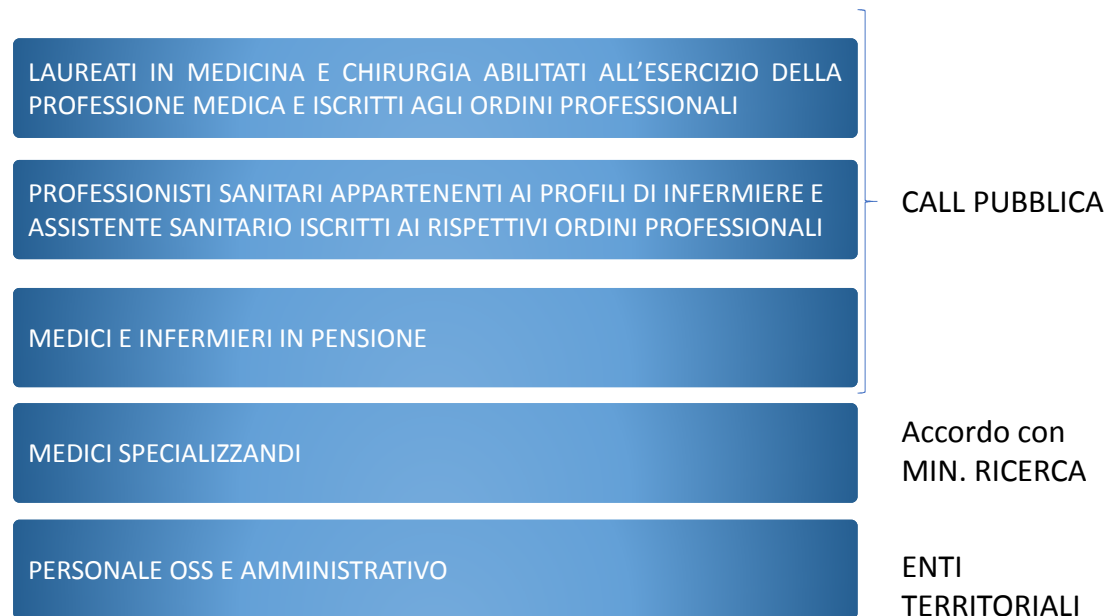 LAUREATI IN MEDICINA E CHIRURGIA ABILITATI ALL’ESERCIZIO DELLA
PROFESSIONE MEDICA E ISCRITTI AGLI ORDINI PROFESSIONALI
PROFESSIONISTI SANITARI APPARTENENTI AI PROFILI DI INFERMIERE E
ASSISTENTE SANITARIO ISCRITTI AI RISPETTIVI ORDINI PROFESSIONALI
CALL PUBBLICA
MEDICI E INFERMIERI IN PENSIONE
MEDICI SPECIALIZZANDI
Accordo con
MIN. RICERCA
PERSONALE OSS E AMMINISTRATIVO
ENTI
TERRITORIALI